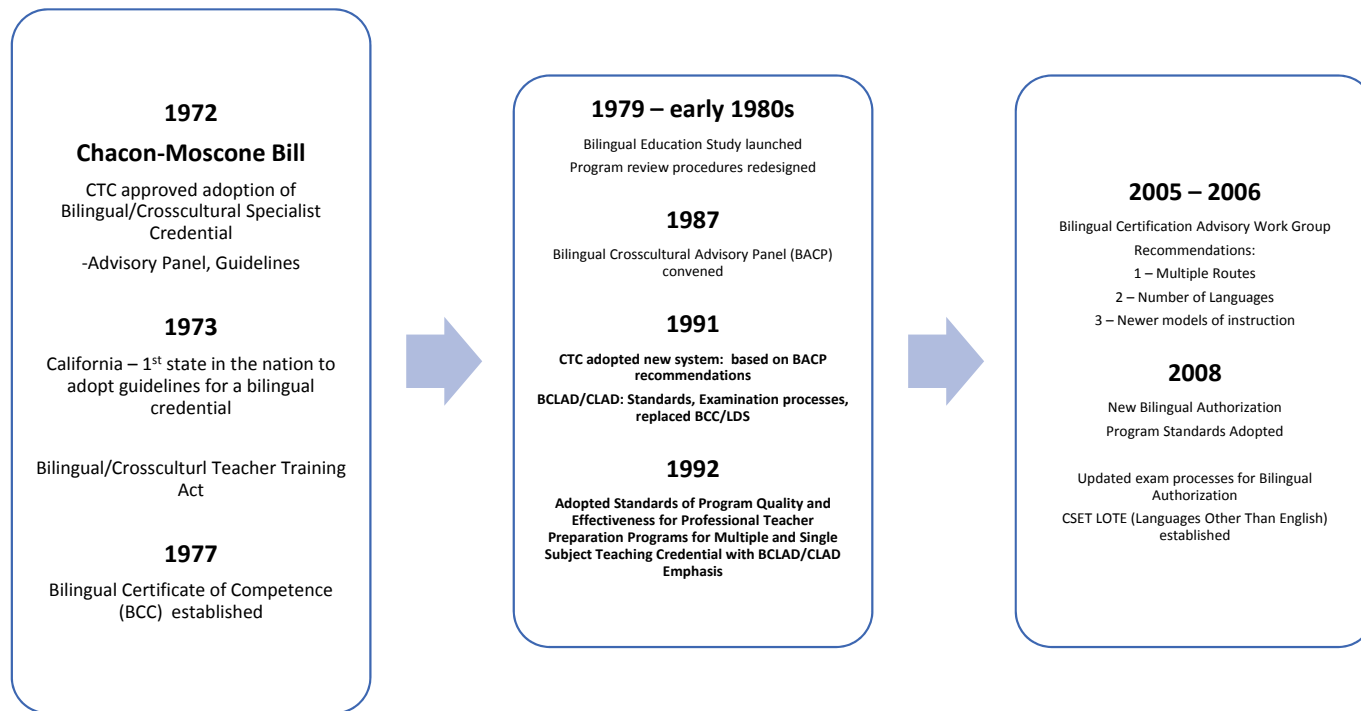 1972
Chacon-Moscone Bill
CTC approved adoption of
Bilingual/Crosscultural Specialist
Credential
-Advisory Panel, Guidelines
1973
California – 1st state in the nation to
adopt guidelines for a bilingual
credential
Bilingual/Crossculturl Teacher Training
Act
1977
Bilingual Certificate of Competence
(BCC) established
1979 – early 1980s
Bilingual Education Study launched
Program review procedures redesigned
1987
Bilingual Crosscultural Advisory Panel (BACP)
convened
1991
CTC adopted new system: based on BACP
recommendations
BCLAD/CLAD: Standards, Examination processes,
replaced BCC/LDS
1992
Adopted Standards of Program Quality and
Effectiveness for Professional Teacher
Preparation Programs for Multiple and Single
Subject Teaching Credential with BCLAD/CLAD
Emphasis
2005 – 2006
Bilingual Certification Advisory Work Group
Recommendations:
1 – Multiple Routes
2 – Number of Languages
3 – Newer models of instruction
2008
New Bilingual Authorization
Program Standards Adopted
Updated exam processes for Bilingual
Authorization
CSET LOTE (Languages Other Than English)
established